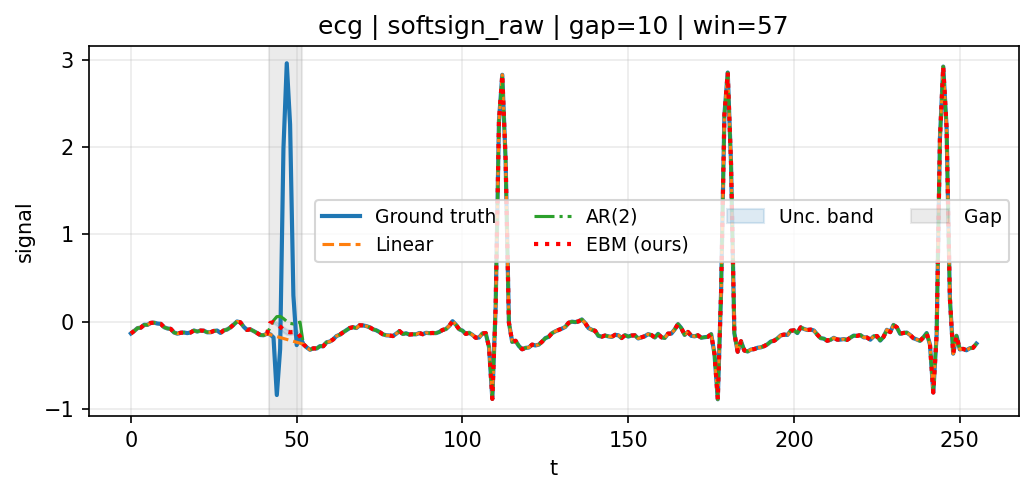 ecg | softsign_raw | gap=10 | win=57
signal
3
2
1
0
−1
Ground truth
Linear
AR(2)
EBM (ours)
Unc. band
Gap
0 50 100 150 200 250
t